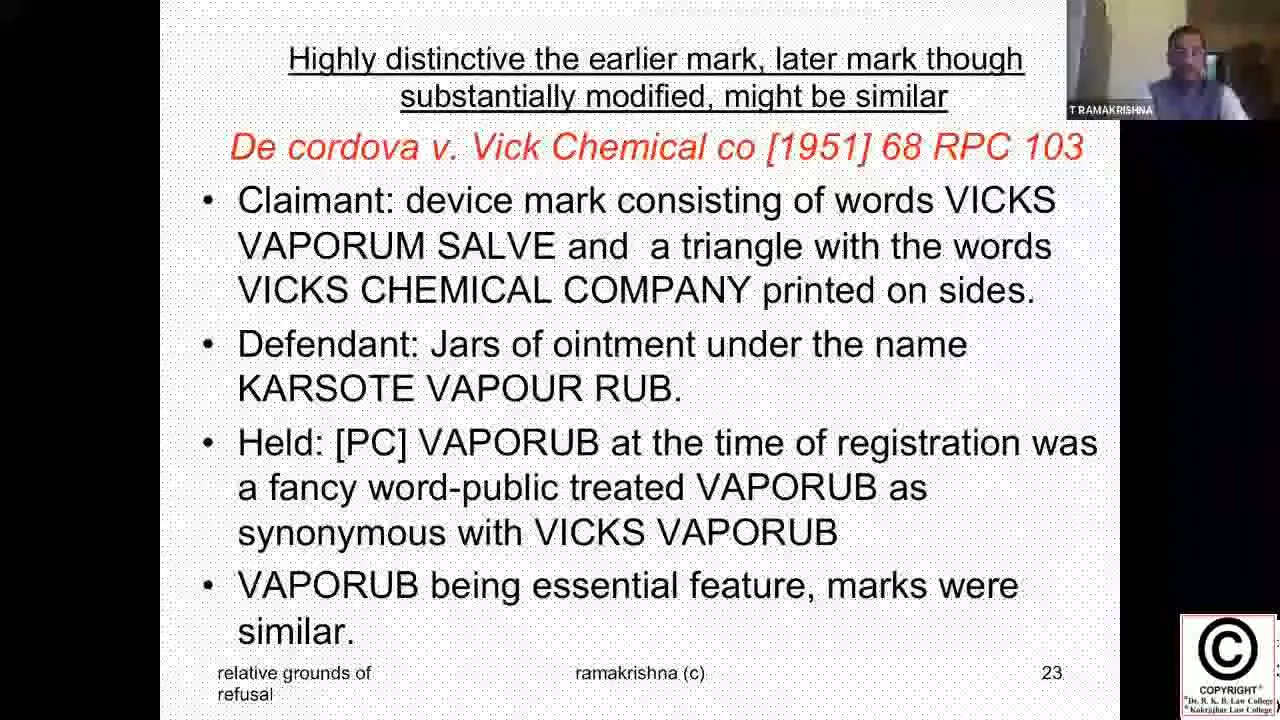 Highly distinctive the earlier mark, later mark though
substantially modified, might be similar
T RAMAKRISHNA
De cordova v. Vick Chemical co [1951] 68 RPC 103
• Claimant: device mark consisting of words VICKS
VAPORUM SALVE and a triangle with the words
VICKS CHEMICAL COMPANY printed on sides.
• Defendant: Jars of ointment under the name
KARSOTE VAPOUR RUB.
• Held: [PC] VAPORUB at the time of registration was
a fancy word-public treated VAPORUB as
synonymous with VICKS VAPORUB
• VAPORUB being essential feature, marks were
similar.
relative grounds of
refusal
ramakrishna (c)
23
©
COPYRIGHT
Dr. R. K. B. Law College
Kokrajhar Law College